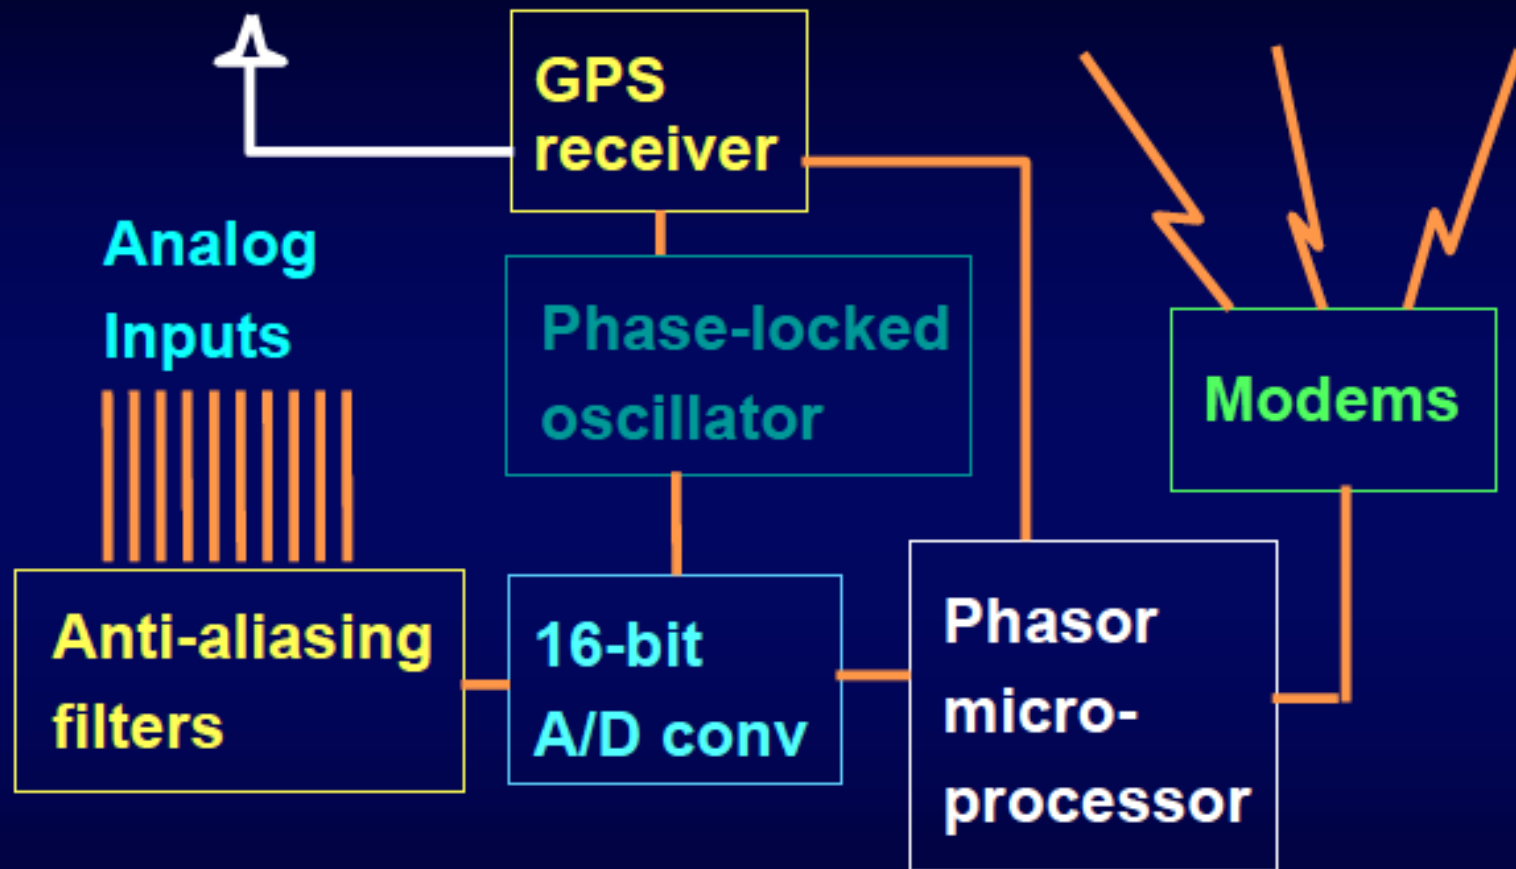 GPS
receiver
Analog
Inputs
Phase-locked
oscillator
Modems
Anti-aliasing
filters
16-bit
A/D conv
Phasor
micro-
processor